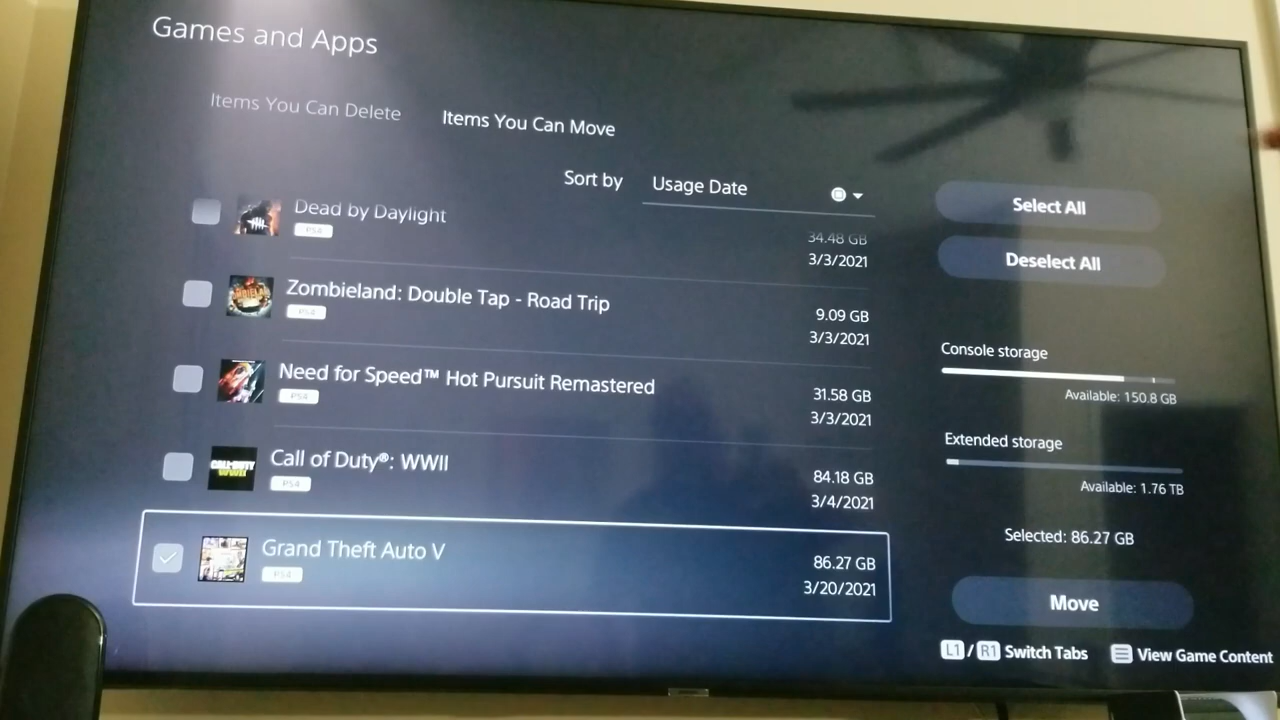 Games and Apps
Items You Can Delete
Items You Can Move
Sort by
Usage Date
Dead by Daylight
PS4
34.48 GB
3/3/2021
Zombieland: Double Tap - Road Trip
PS4
9.09 GB
3/3/2021
Need for Speed™ Hot Pursuit Remastered
PS4
31.58 GB
3/3/2021
CALL OF DUTY
WWII
Call of Duty®: WWII
PS4
84.18 GB
3/4/2021
Grand Theft Auto V
PS4
86.27 GB
3/20/2021
Select All
Deselect All
Console storage
Available: 150.8 GB
Extended storage
Available: 1.76 TB
Selected: 86.27 GB
Move
L1 / R1 Switch Tabs
View Game Content